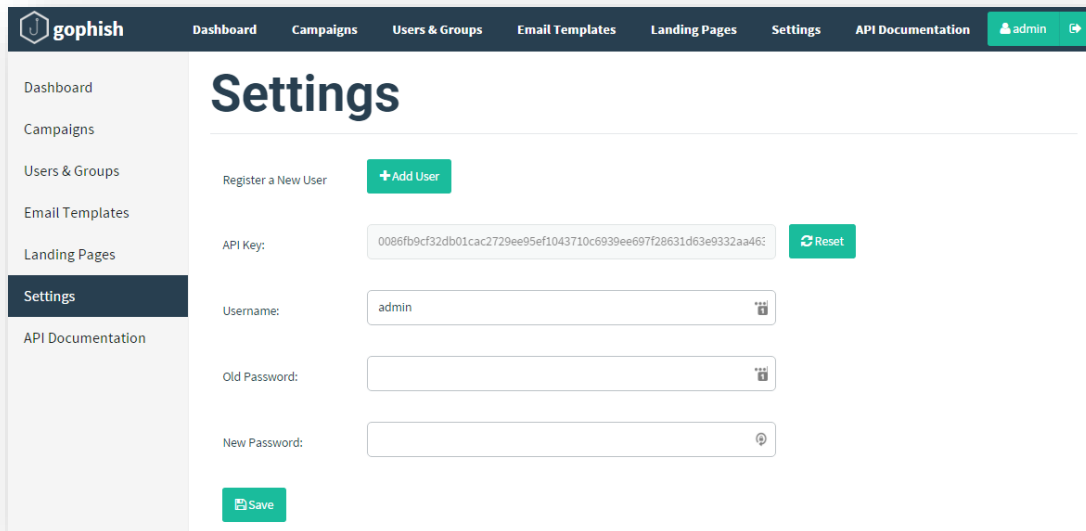 gophish
Dashboard Campaigns Users & Groups Email Templates Landing Pages Settings API Documentation admin
Dashboard
Campaigns
Users & Groups
Email Templates
Landing Pages
Settings
API Documentation
Settings
Register a New User +Add User
API Key: 0086fb9cf32db01cac2729ee95ef1043710c6939ee697f28631d63e9332aa463 Reset
Username: admin
Old Password:
New Password:
Save